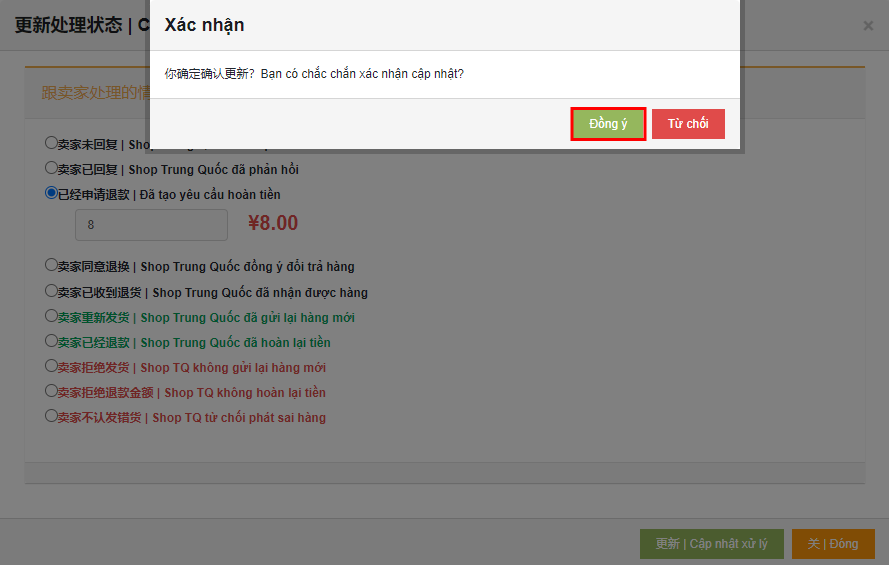 更新处理状态 | C
Xác nhận
×
你确定确认更新？Bạn có chắc chắn xác nhận cập nhật?
Đồng ý
Từ chối
跟卖家处理的情
卖家未回复 | Shop Trung
卖家已回复 | Shop Trung Quốc đã phản hồi
已经申请退款 | Đã tạo yêu cầu hoàn tiền
8
¥8.00
卖家同意退换 | Shop Trung Quốc đồng ý đổi trả hàng
卖家已收到退货 | Shop Trung Quốc đã nhận được hàng
卖家重新发货 | Shop Trung Quốc đã gửi lại hàng mới
卖家已经退款 | Shop Trung Quốc đã hoàn lại tiền
卖家拒绝发货 | Shop TQ không gửi lại hàng mới
卖家拒绝退款金额 | Shop TQ không hoàn lại tiền
卖家不认发错货 | Shop TQ từ chối phát sai hàng
更新 | Cập nhật xử lý
关 | Đóng